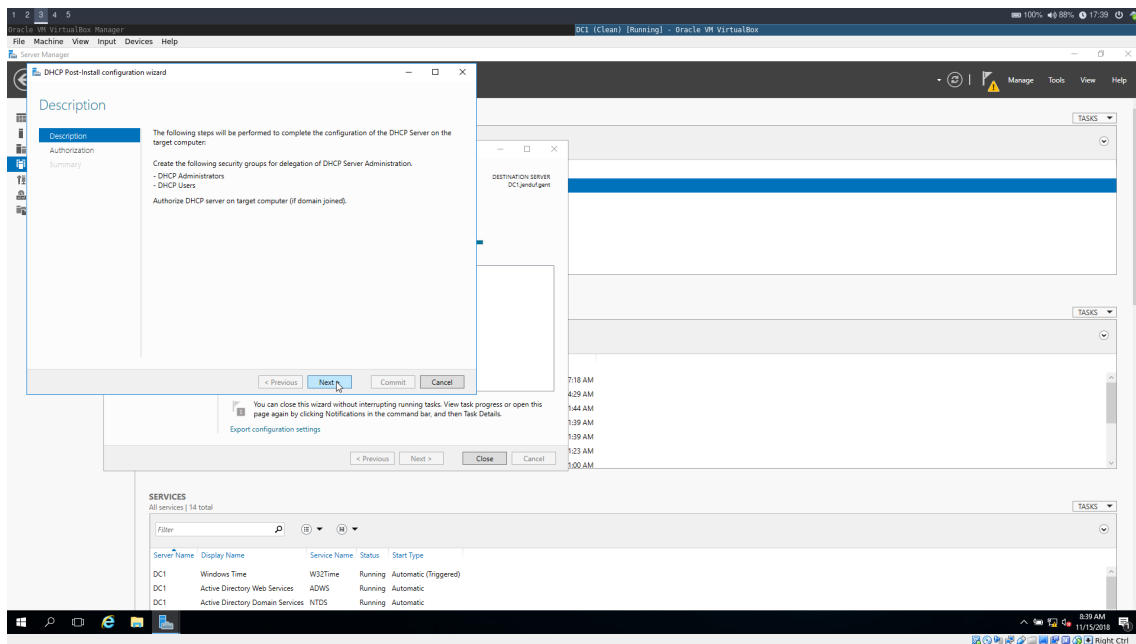 1 2 3 4 5
100% 88% 17:39
Oracle VM VirtualBox Manager
DC1 (Clean) [Running] - Oracle VM VirtualBox
File Machine View Input Devices Help
Server Manager
Manage Tools View Help
DHCP Post-Install configuration wizard
Description
Description
Authorization
Summary
The following steps will be performed to complete the configuration of the DHCP Server on the
target computer:
Create the following security groups for delegation of DHCP Server Administration.
- DHCP Administrators
- DHCP Users
Authorize DHCP server on target computer (if domain joined).
< Previous Next > Commit Cancel
DESTINATION SERVER
DC1.jenduf.gent
You can close this wizard without interrupting running tasks. View task progress or open this
page again by clicking Notifications in the command bar, and then Task Details.
Export configuration settings
< Previous Next > Close Cancel
TASKS
TASKS
7:18 AM
4:29 AM
1:44 AM
1:39 AM
1:39 AM
1:23 AM
1:00 AM
SERVICES
All services | 14 total
TASKS
Filter
Server Name Display Name Service Name Status Start Type
DC1 Windows Time W32Time Running Automatic (Triggered)
DC1 Active Directory Web Services ADWS Running Automatic
DC1 Active Directory Domain Services NTDS Running Automatic
8:39 AM
11/15/2018
Right Ctrl